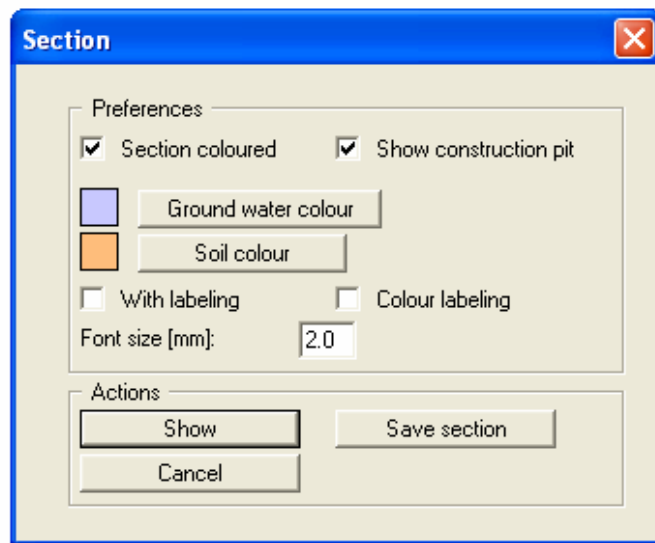 Section
Preferences
Section coloured Show construction pit
Ground water colour
Soil colour
With labeling Colour labeling
Font size [mm]: 2.0
Actions
Show Save section
Cancel